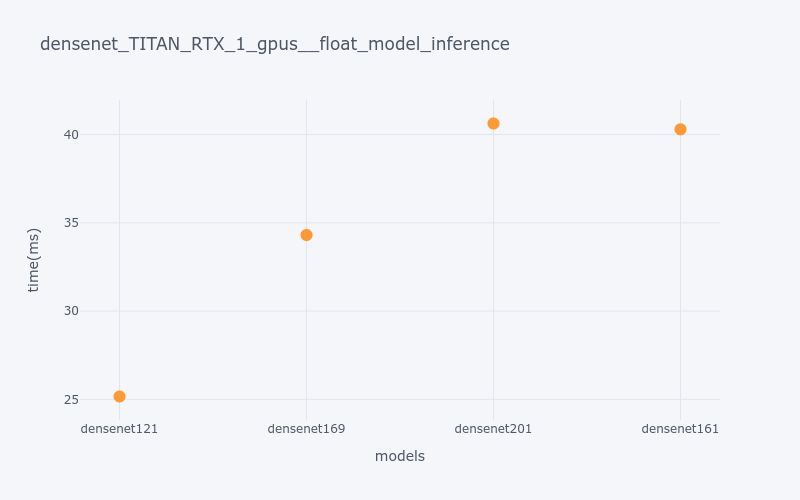 densenet_TITAN_RTX_1_gpus__float_model_inference
40
35
30
25
time(ms)
densenet121
densenet169
densenet201
densenet161
models